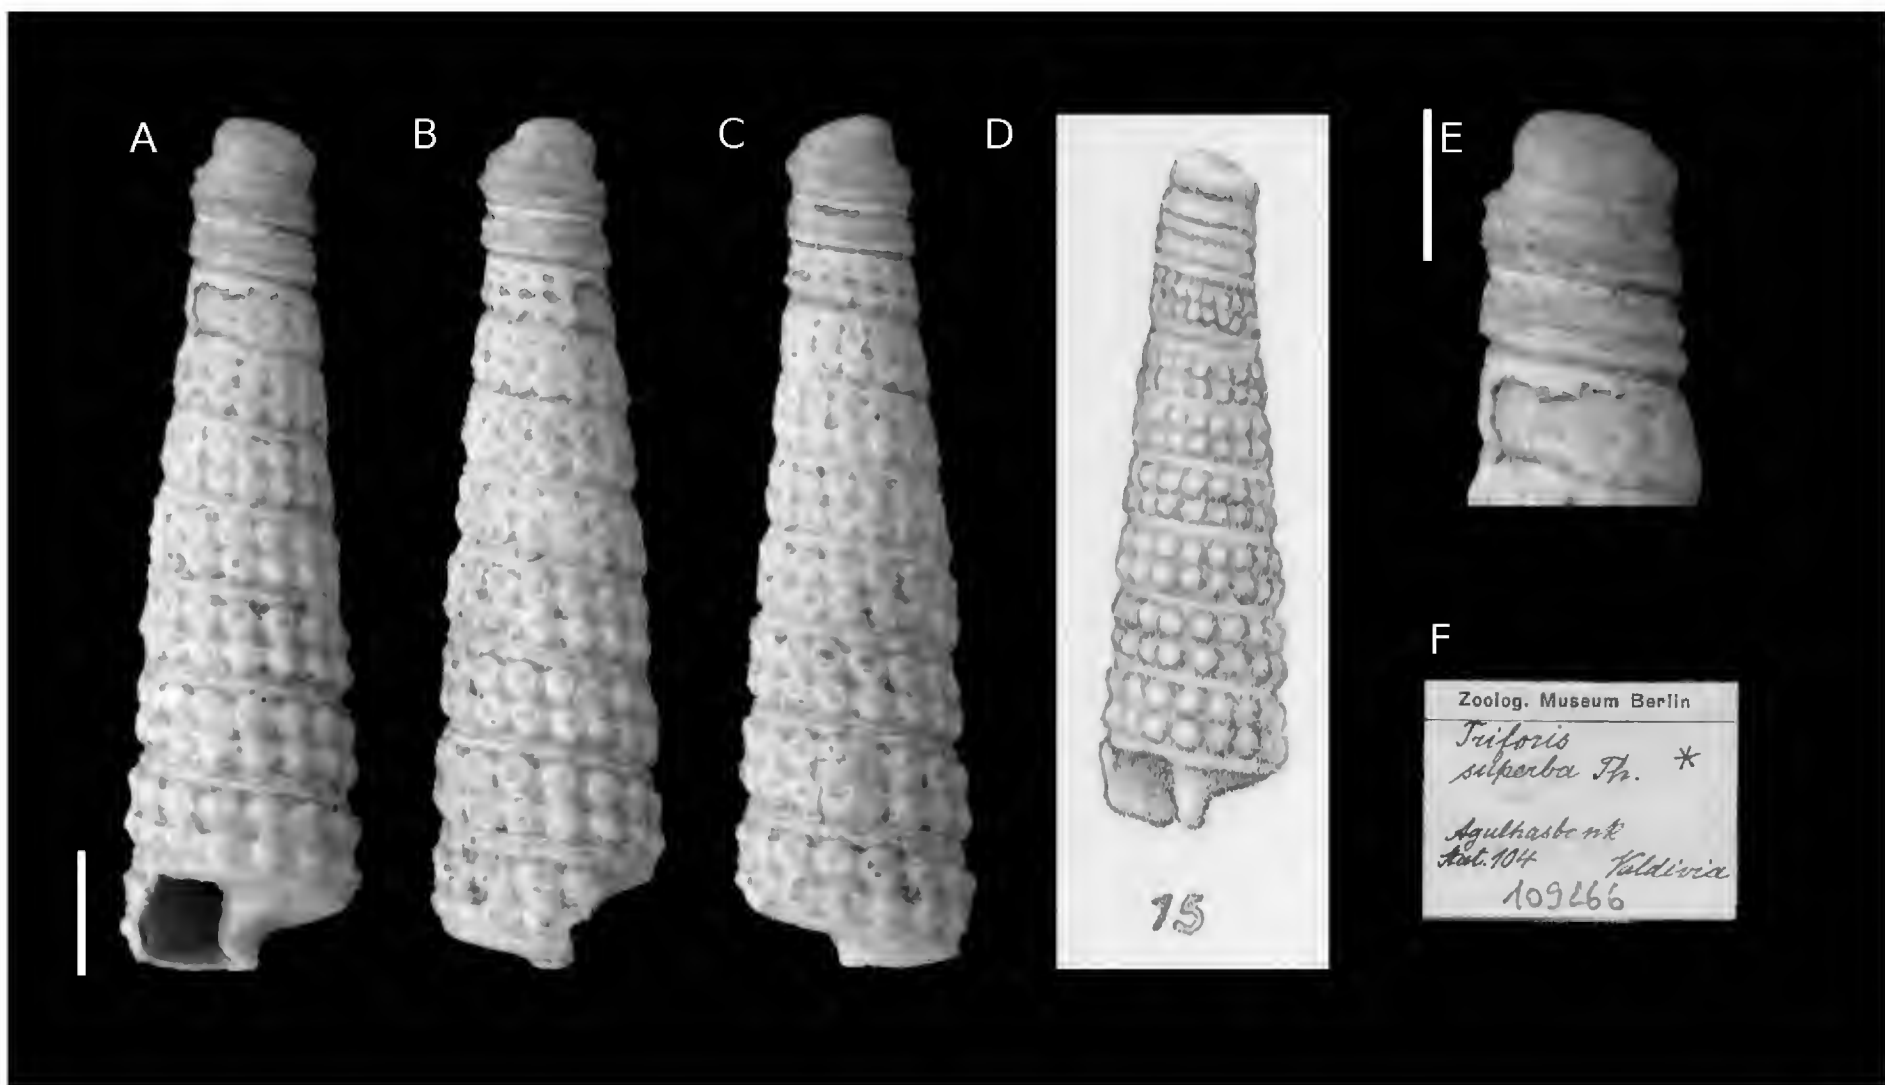 A
B
C
D
E
15
F
Zoolog. Museum Berlin
Triforis
superba Th. *
Agulhasbank
Stat. 104 Valdivia
109266